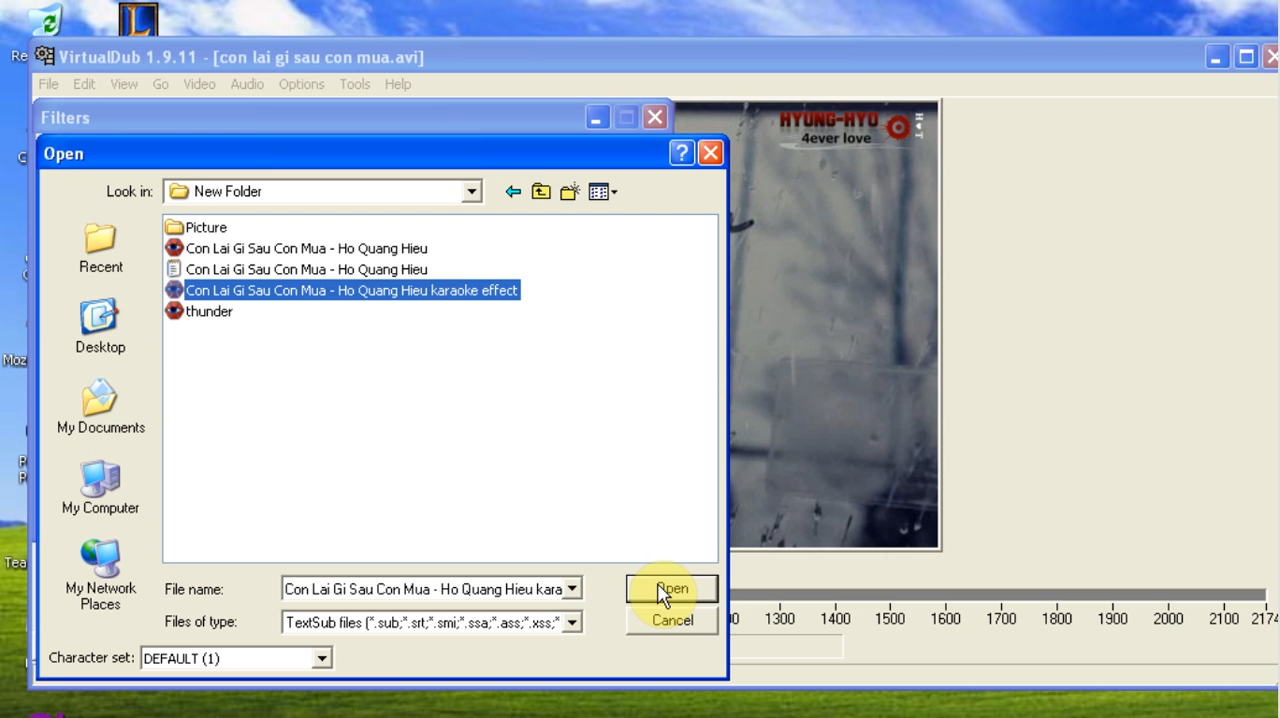 Re
VirtualDub 1.9.11 - [con lai gi sau con mua.avi]
File Edit View Go Video Audio Options Tools Help
Filters
HYUNG-HYO
4ever love
H♥T
Open
Look in: New Folder
Picture
Con Lai Gi Sau Con Mua - Ho Quang Hieu
Con Lai Gi Sau Con Mua - Ho Quang Hieu
Con Lai Gi Sau Con Mua - Ho Quang Hieu karaoke effect
thunder
Recent
Desktop
Moz
My Documents
My Computer
Tea
My Network
Places
File name: Con Lai Gi Sau Con Mua - Ho Quang Hieu kara
Open
Files of type: TextSub files (*.sub;*.srt;*.smi;*.ssa;*.ass;*.xss;*
Cancel
Character set: DEFAULT (1)
1300 1400 1500 1600 1700 1800 1900 2000 2100 2174